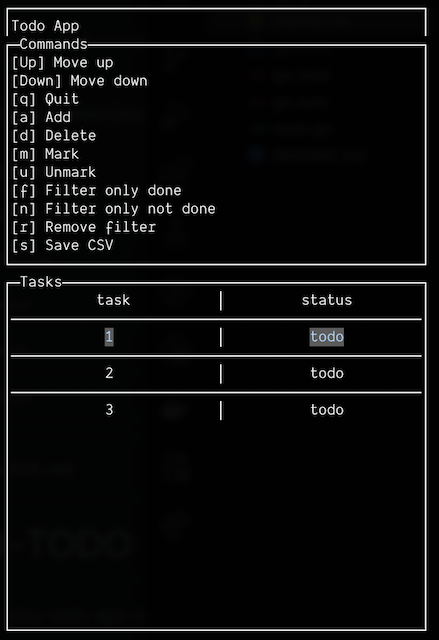 Todo App
Commands
[Up] Move up
[Down] Move down
[q] Quit
[a] Add
[d] Delete
[m] Mark
[u] Unmark
[f] Filter only done
[n] Filter only not done
[r] Remove filter
[s] Save CSV
Tasks
task | status
1 | todo
2 | todo
3 | todo
-TODO